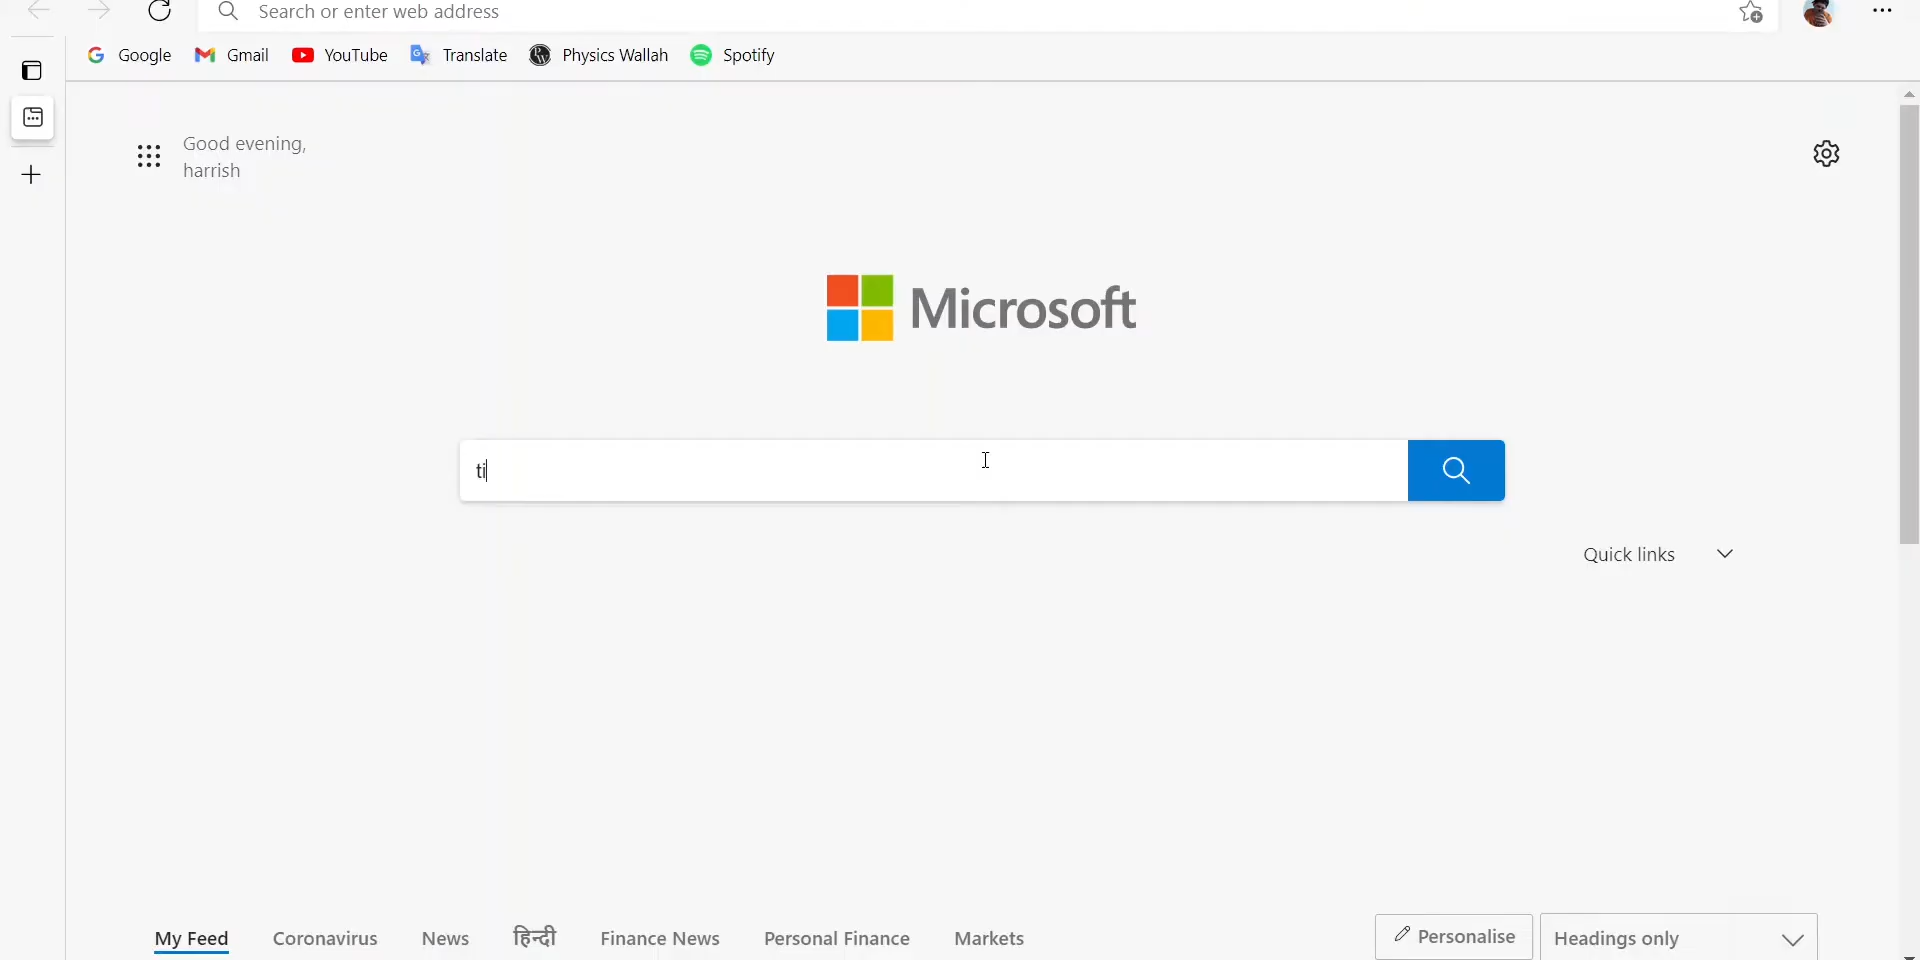 Search or enter web address
Google Gmail YouTube Translate Physics Wallah Spotify
Good evening,
harrish
Microsoft
ti
Quick links
My Feed Coronavirus News हिन्दी Finance News Personal Finance Markets Personalise Headings only